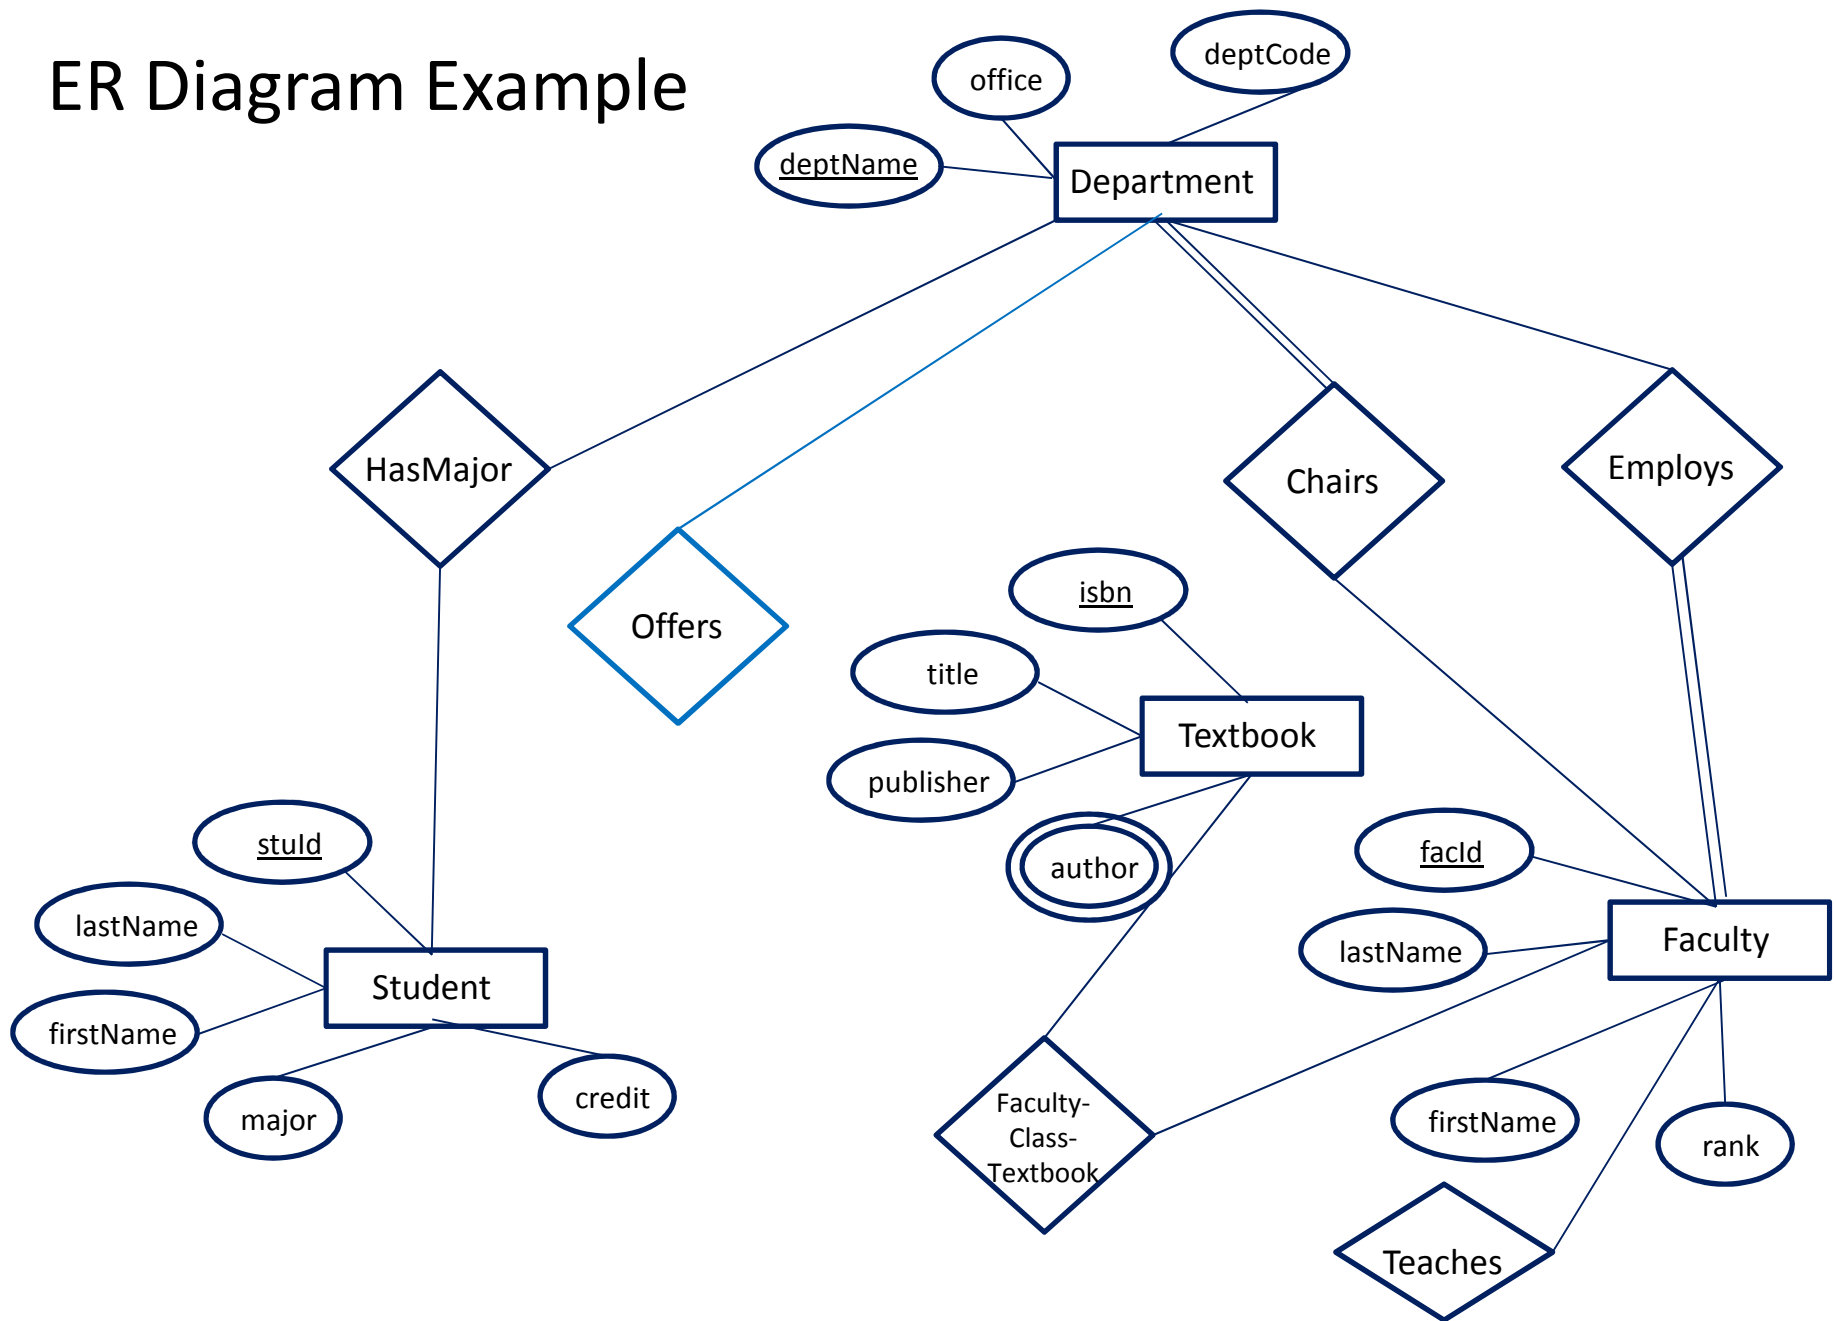 ER Diagram Example
deptCode
office
deptName
Department
HasMajor
Employs
Chairs
isbn
Offers
title
Textbook
publisher
stuId
facId
author
lastName
Faculty
lastName
Student
firstName
credit
major
Faculty-
Class-
Textbook
firstName
rank
Teaches